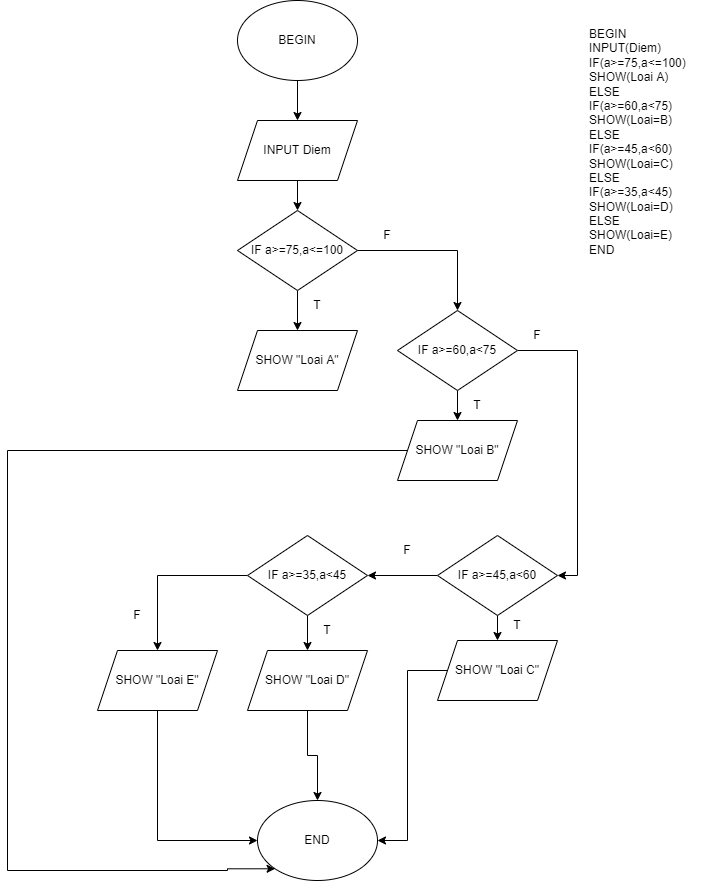 BEGIN
INPUT Diem
IF a>=75,a<=100
F
T
SHOW "Loai A"
IF a>=60,a<75
F
T
SHOW "Loai B"
IF a>=45,a<60
F
T
SHOW "Loai C"
IF a>=35,a<45
F
T
SHOW "Loai D"
SHOW "Loai E"
END
BEGIN
INPUT(Diem)
IF(a>=75,a<=100)
SHOW(Loai A)
ELSE
IF(a>=60,a<75)
SHOW(Loai=B)
ELSE
IF(a>=45,a<60)
SHOW(Loai=C)
ELSE
IF(a>=35,a<45)
SHOW(Loai=D)
ELSE
SHOW(Loai=E)
END